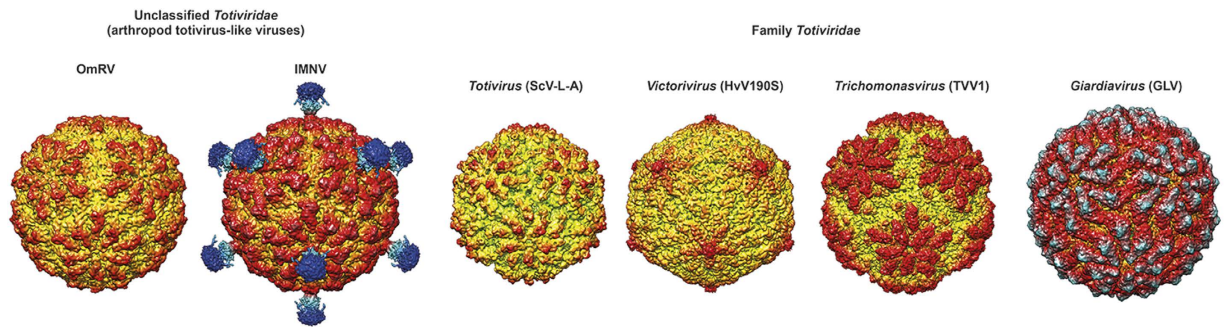 Unclassified Totiviridae
(arthropod totivirus-like viruses)
Family Totiviridae
OmRV
IMNV
Totivirus (ScV-L-A)
Victorivirus (HvV190S)
Trichomonasvirus (TVV1)
Giardiavirus (GLV)